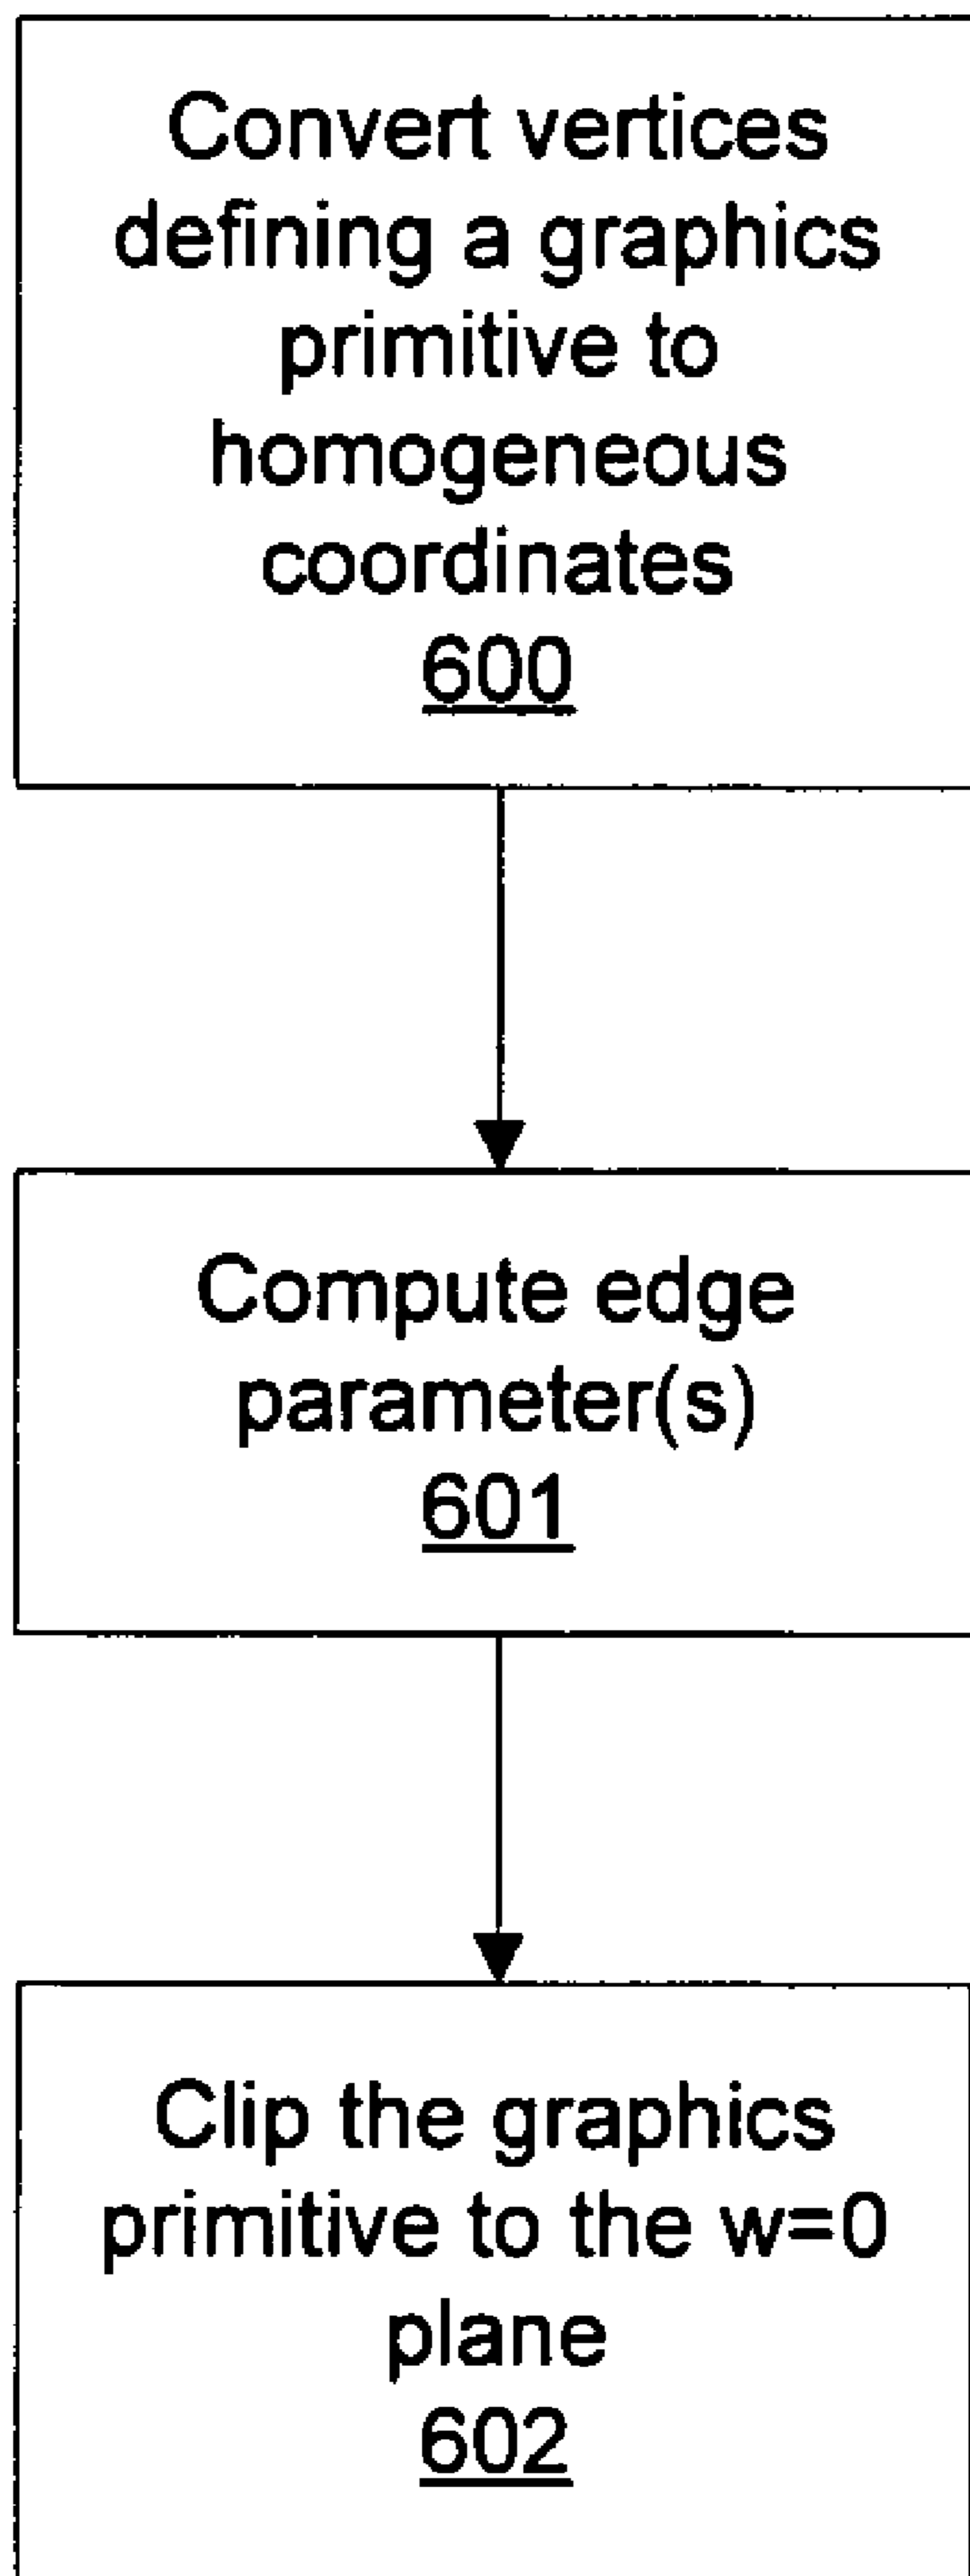 Convert vertices
defining a graphics
primitive to
homogeneous
coordinates
600
Compute edge
parameter(s)
601
Clip the graphics
primitive to the w=0
plane
602